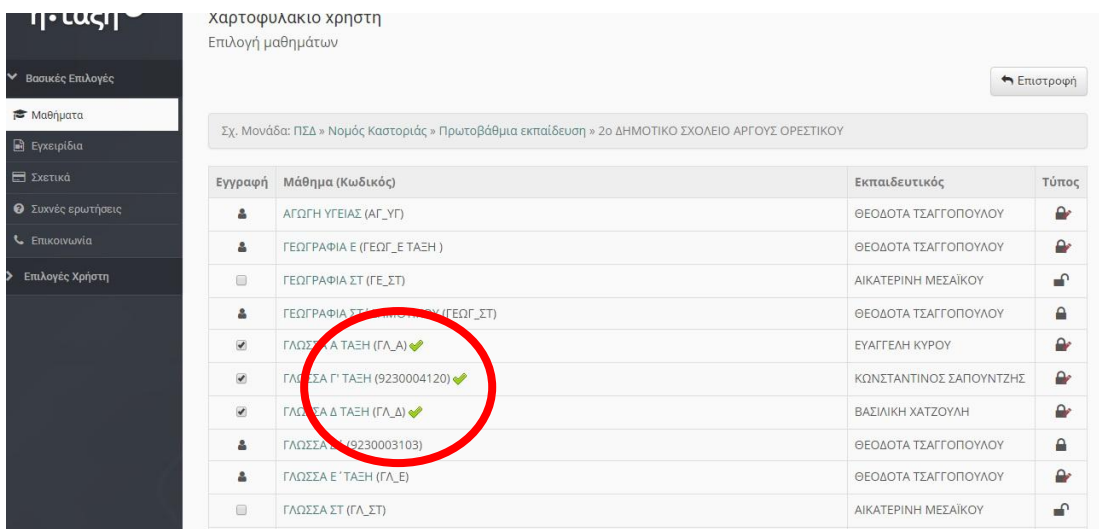 η-τάξη
Χαρτοφυλάκιο χρήστη
Επιλογή μαθημάτων
Βασικές Επιλογές
Επιστροφή
Μαθήματα
Σχ. Μονάδα: ΠΣΔ » Νομός Καστοριάς » Πρωτοβάθμια εκπαίδευση » 2ο ΔΗΜΟΤΙΚΟ ΣΧΟΛΕΙΟ ΑΡΓΟΥΣ ΟΡΕΣΤΙΚΟΥ
Εγχειρίδια
Σχετικά
Συχνές ερωτήσεις
Επικοινωνία
Επιλογές Χρήστη
Εγγραφή Μάθημα (Κωδικός) Εκπαιδευτικός Τύπος
ΑΓΩΓΗ ΥΓΕΙΑΣ (ΑΓ_ΥΓ) ΘΕΟΔΟΤΑ ΤΣΑΓΓΟΠΟΥΛΟΥ
ΓΕΩΓΡΑΦΙΑ Ε (ΓΕΩΓ_Ε ΤΑΞΗ ) ΘΕΟΔΟΤΑ ΤΣΑΓΓΟΠΟΥΛΟΥ
ΓΕΩΓΡΑΦΙΑ ΣΤ (ΓΕ_ΣΤ) ΑΙΚΑΤΕΡΙΝΗ ΜΕΣΑΪΚΟΥ
ΓΕΩΓΡΑΦΙΑ (ΓΕΩΓ_ΣΤ) ΘΕΟΔΟΤΑ ΤΣΑΓΓΟΠΟΥΛΟΥ
ΓΛΩΣΣΑ Α ΤΑΞΗ (ΓΛ_Α) ΕΥΑΓΓΕΛΗ ΚΥΡΟΥ
ΓΛΩΣΣΑ Γ' ΤΑΞΗ (9230004120) ΚΩΝΣΤΑΝΤΙΝΟΣ ΣΑΠΟΥΝΤΖΗΣ
ΓΛΩΣΣΑ Δ ΤΑΞΗ (ΓΛ_Δ) ΒΑΣΙΛΙΚΗ ΧΑΤΖΟΥΛΗ
ΓΛΩΣΣΑ (9230003103) ΘΕΟΔΟΤΑ ΤΣΑΓΓΟΠΟΥΛΟΥ
ΓΛΩΣΣΑ Ε΄ΤΑΞΗ (ΓΛ_Ε) ΘΕΟΔΟΤΑ ΤΣΑΓΓΟΠΟΥΛΟΥ
ΓΛΩΣΣΑ ΣΤ (ΓΛ_ΣΤ) ΑΙΚΑΤΕΡΙΝΗ ΜΕΣΑΪΚΟΥ